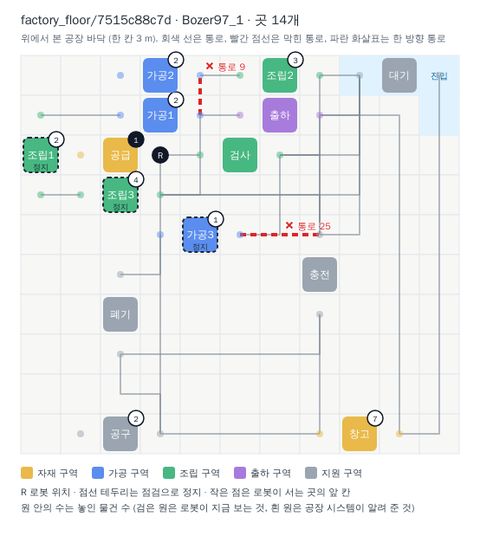 factory_floor/7515c88c7d · Bozer97_1 · 곳 14개
위에서 본 공장 바닥 (한 칸 3 m). 회색 선은 통로, 빨간 점선은 막힌 통로, 파란 화살표는 한 방향 통로
가공2 2
✕ 통로 9
조립2 3
대기
진입
가공1 2
출하
조립1 2
정지
공급 1
R
검사
조립3 4
정지
가공3 1
정지
✕ 통로 25
충전
폐기
공구 2
창고 7
자재 구역
가공 구역
조립 구역
출하 구역
지원 구역
R 로봇 위치 · 점선 테두리는 점검으로 정지 · 작은 점은 로봇이 서는 곳의 앞 칸
원 안의 수는 놓인 물건 수 (검은 원은 로봇이 지금 보는 것, 흰 원은 공장 시스템이 알려 준 것)